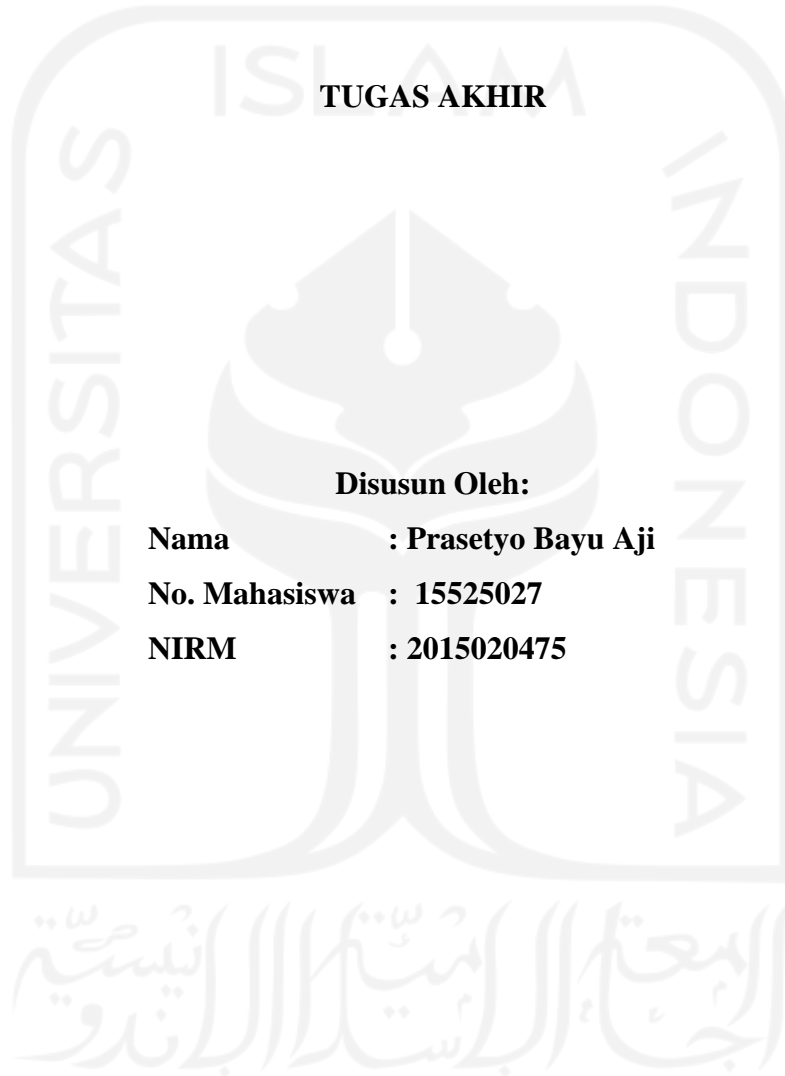 ISLAM
TUGAS AKHIR
UNIVERSITAS
INDONESIA
Disusun Oleh:
Nama : Prasetyo Bayu Aji
No. Mahasiswa : 15525027
NIRM : 2015020475